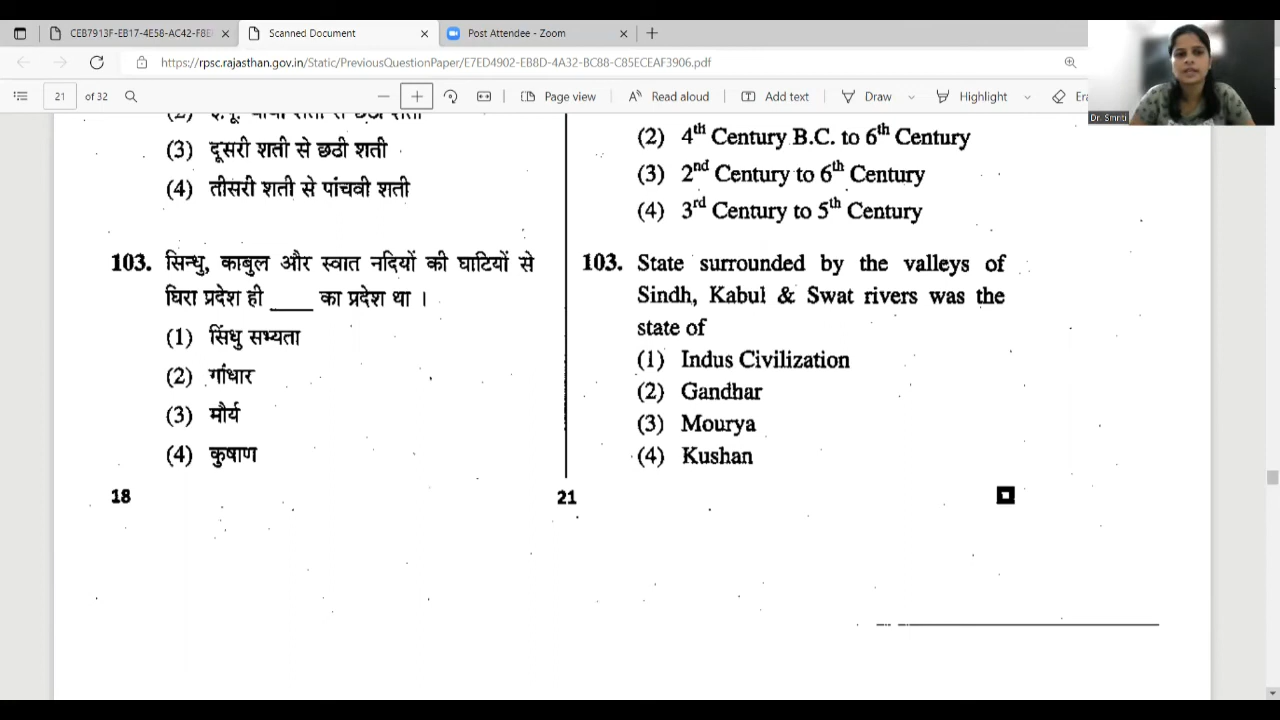 CEB7913F-EB17-4E58-AC42-F8D
Scanned Document
Post Attendee - Zoom
https://rpsc.rajasthan.gov.in/Static/PreviousQuestionPaper/E7ED4902-EB8D-4A32-BC88-C85ECEAF3906.pdf
21 of 32
Page view
Read aloud
Add text
Draw
Highlight
Era
Dr. Smriti
(3) दूसरी शती से छठी शती
(4) तीसरी शती से पांचवी शती
103. सिन्धु, काबुल और स्वात नदियों की घाटियों से
घिरा प्रदेश ही ____ का प्रदेश था ।
(1) सिंधु सभ्यता
(2) गांधार
(3) मौर्य
(4) कुषाण
18
(2) 4th Century B.C. to 6th Century
(3) 2nd Century to 6th Century
(4) 3rd Century to 5th Century
103. State surrounded by the valleys of
Sindh, Kabul & Swat rivers was the
state of
(1) Indus Civilization
(2) Gandhar
(3) Mourya
(4) Kushan
21